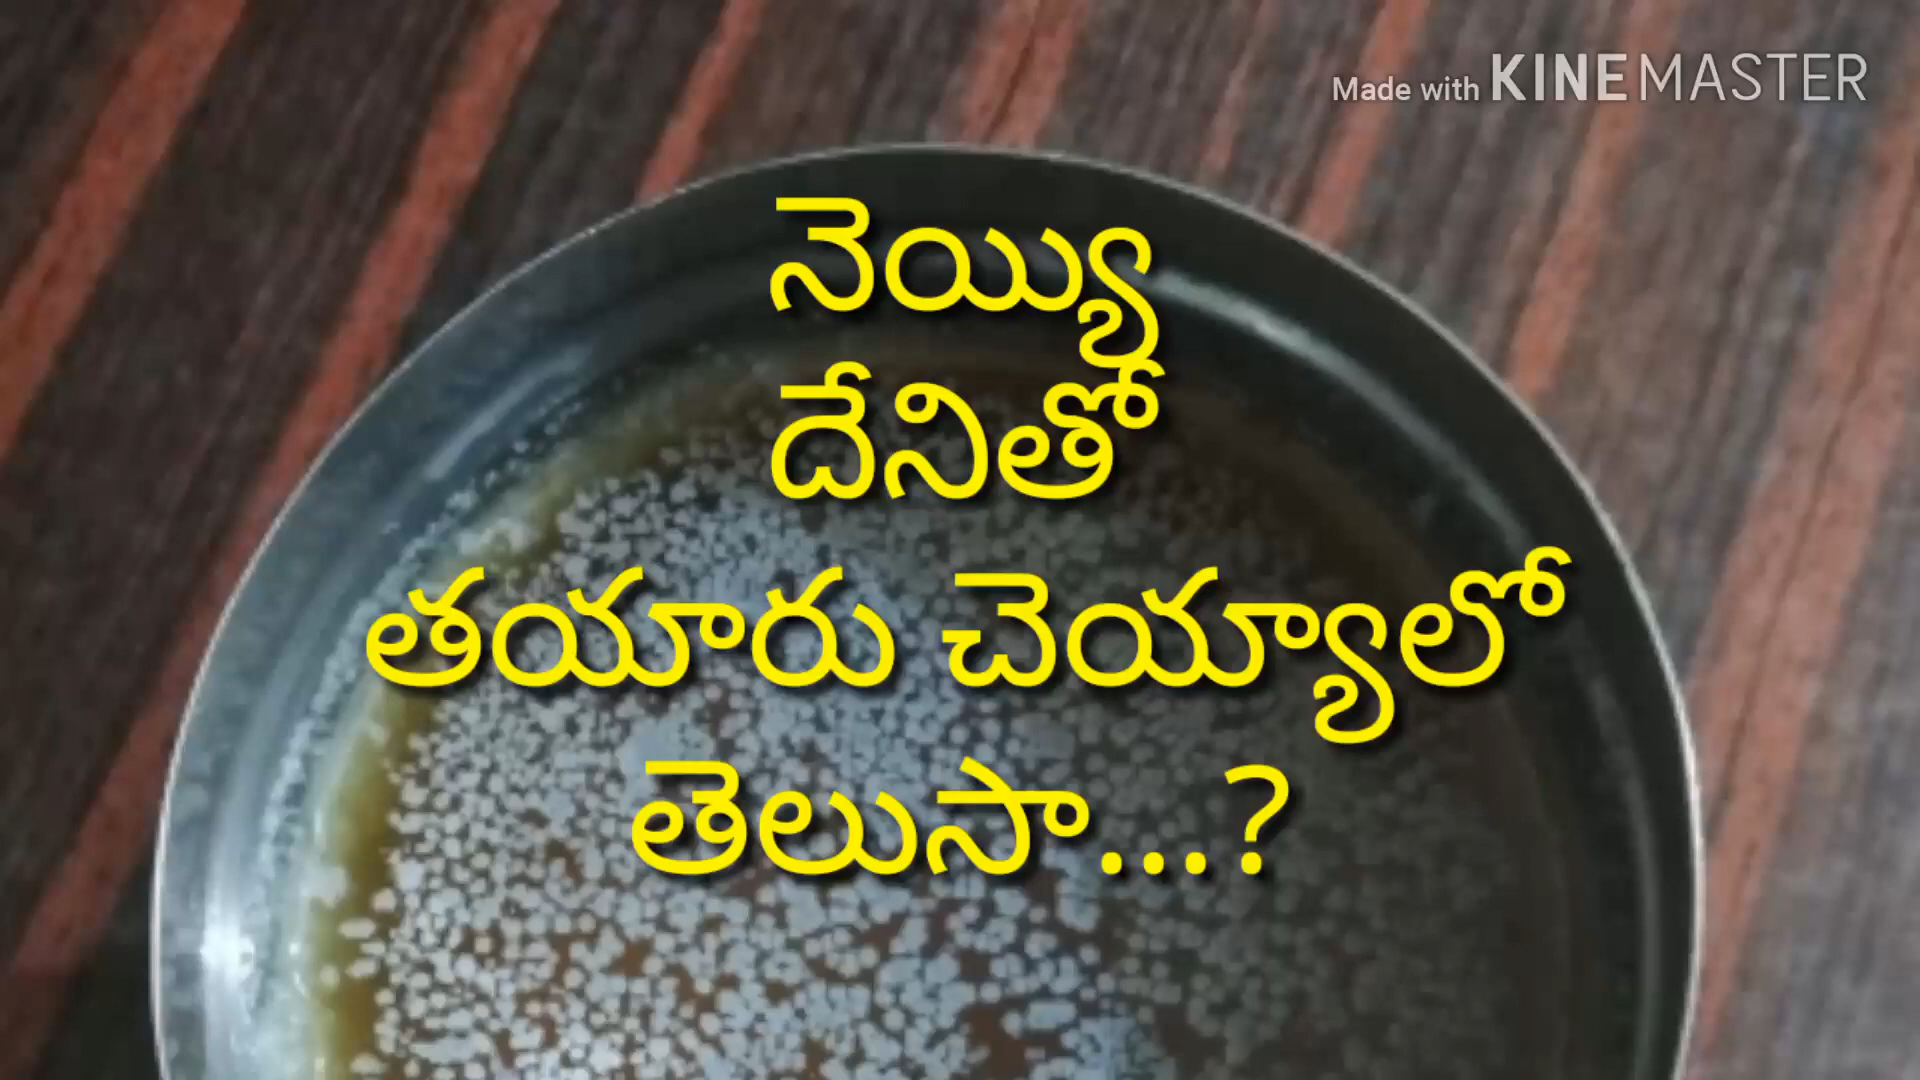 Made with KINEMASTER
నెయ్యి
దేనితో
తయారు చెయ్యాలో
తెలుసా...?